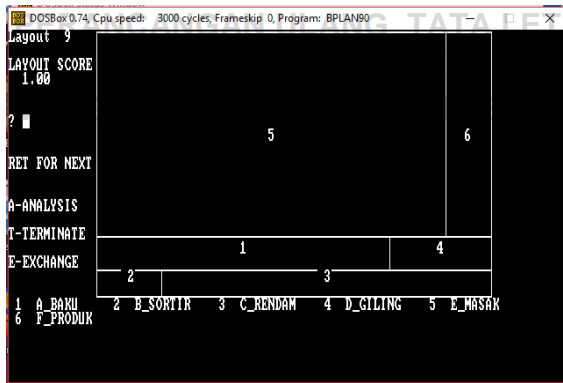 DOSBox 0.74, Cpu speed: 3000 cycles, Frameskip 0, Program: BPLAN90
Layout 9
LAYOUT SCORE
1.00
?
5 6
RET FOR NEXT
A-ANALYSIS
T-TERMINATE
1 4
E-EXCHANGE
2 3
1 A_BAKU 2 B_SORTIR 3 C_RENDAM 4 D_GILING 5 E_MASAK
6 F_PRODUK